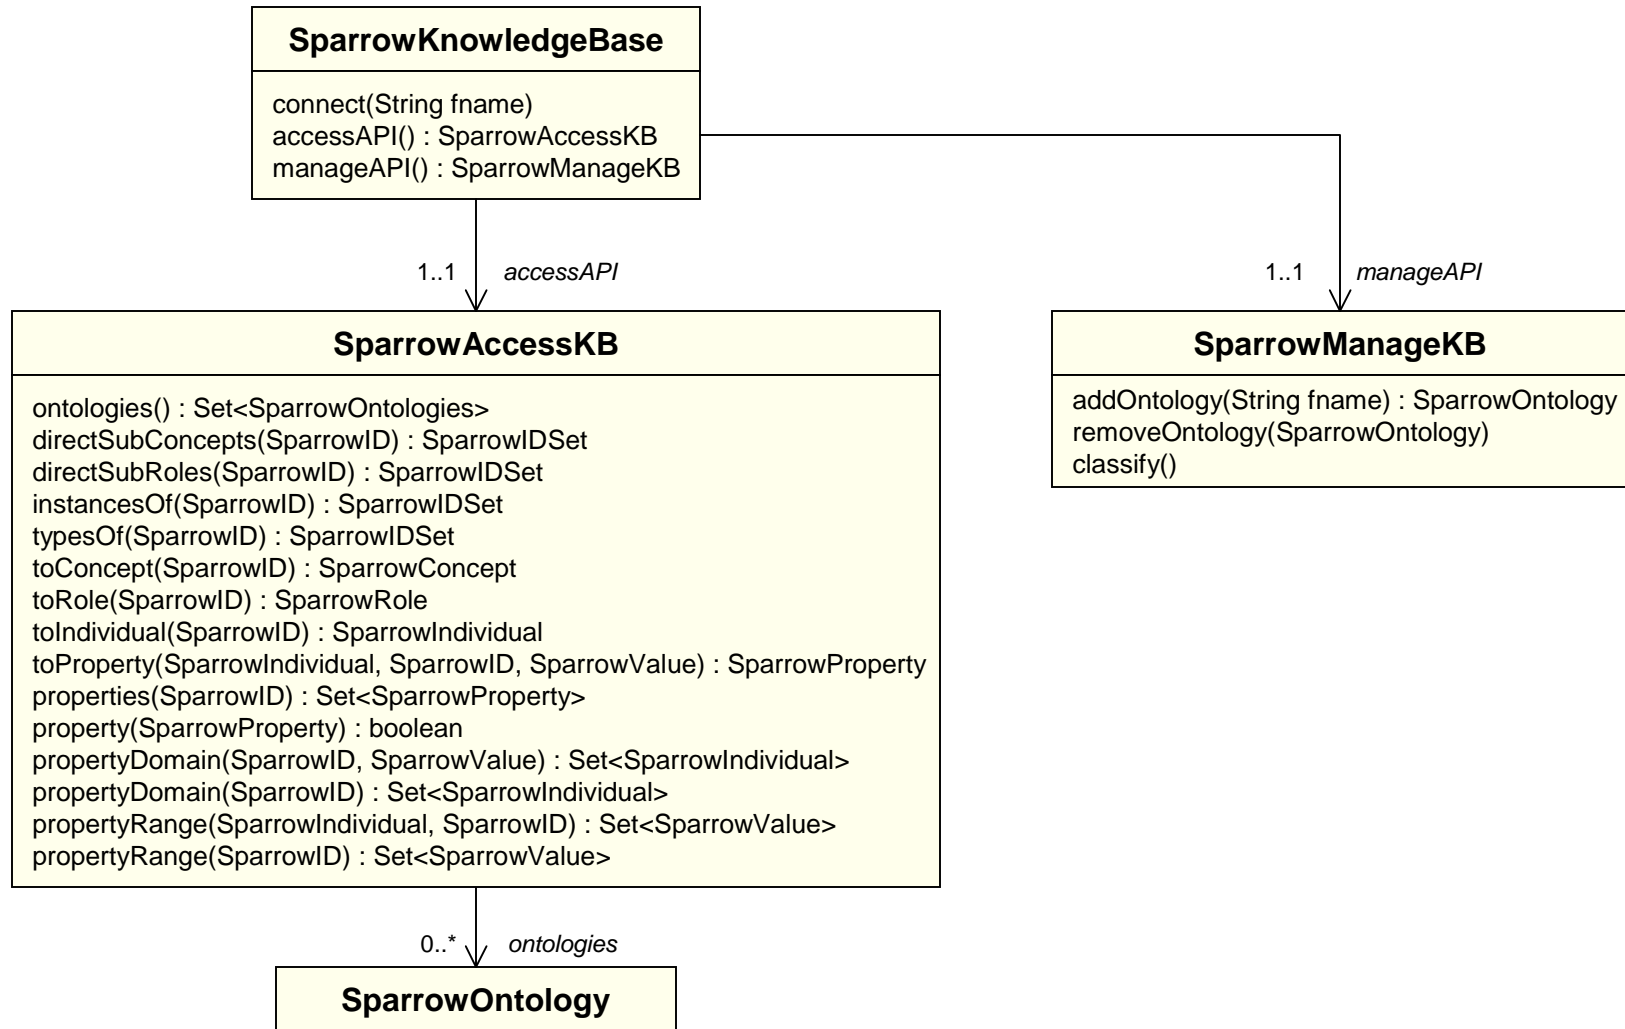 SparrowKnowledgeBase
connect(String fname)
accessAPI() : SparrowAccessKB
manageAPI() : SparrowManageKB
1..1 accessAPI
1..1 manageAPI
SparrowAccessKB
ontologies() : Set<SparrowOntologies>
directSubConcepts(SparrowID) : SparrowIDSet
directSubRoles(SparrowID) : SparrowIDSet
instancesOf(SparrowID) : SparrowIDSet
typesOf(SparrowID) : SparrowIDSet
toConcept(SparrowID) : SparrowConcept
toRole(SparrowID) : SparrowRole
toIndividual(SparrowID) : SparrowIndividual
toProperty(SparrowIndividual, SparrowID, SparrowValue) : SparrowProperty
properties(SparrowID) : Set<SparrowProperty>
property(SparrowProperty) : boolean
propertyDomain(SparrowID, SparrowValue) : Set<SparrowIndividual>
propertyDomain(SparrowID) : Set<SparrowIndividual>
propertyRange(SparrowIndividual, SparrowID) : Set<SparrowValue>
propertyRange(SparrowID) : Set<SparrowValue>
SparrowManageKB
addOntology(String fname) : SparrowOntology
removeOntology(SparrowOntology)
classify()
0..* ontologies
SparrowOntology